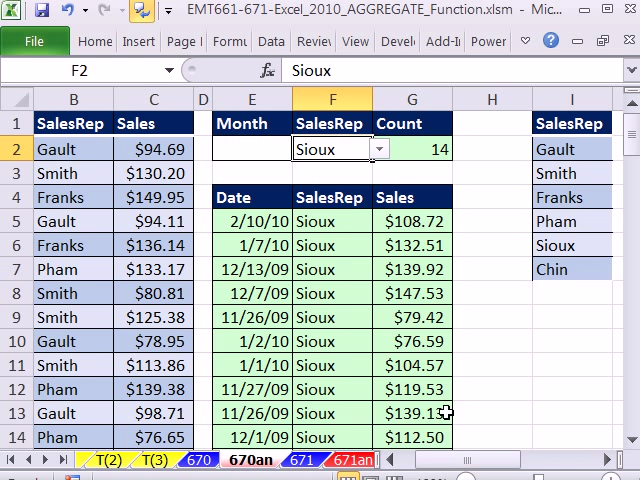 EMT661-671-Excel_2010_AGGREGATE_Function.xlsm - Mic...
File Home Insert Page l Form Data Revi Viev Deve Add-I Power
F2 fx Sioux
B C D E F G H I
1 SalesRep Sales Month SalesRep Count SalesRep
2 Gault $94.69 Sioux 14 Gault
3 Smith $130.20 Smith
4 Franks $149.95 Date SalesRep Sales Franks
5 Gault $94.11 2/10/10 Sioux $108.72 Pham
6 Franks $136.14 1/7/10 Sioux $132.51 Sioux
7 Pham $133.17 12/13/09 Sioux $139.92 Chin
8 Smith $80.81 12/7/09 Sioux $147.53
9 Smith $125.38 11/26/09 Sioux $79.42
10 Gault $78.95 1/2/10 Sioux $76.59
11 Smith $113.86 1/1/10 Sioux $104.57
12 Pham $139.38 11/27/09 Sioux $119.53
13 Gault $98.71 11/26/09 Sioux $139.13
14 Pham $76.65 12/1/09 Sioux $112.50
T(2) T(3) 670 670an 671 671an